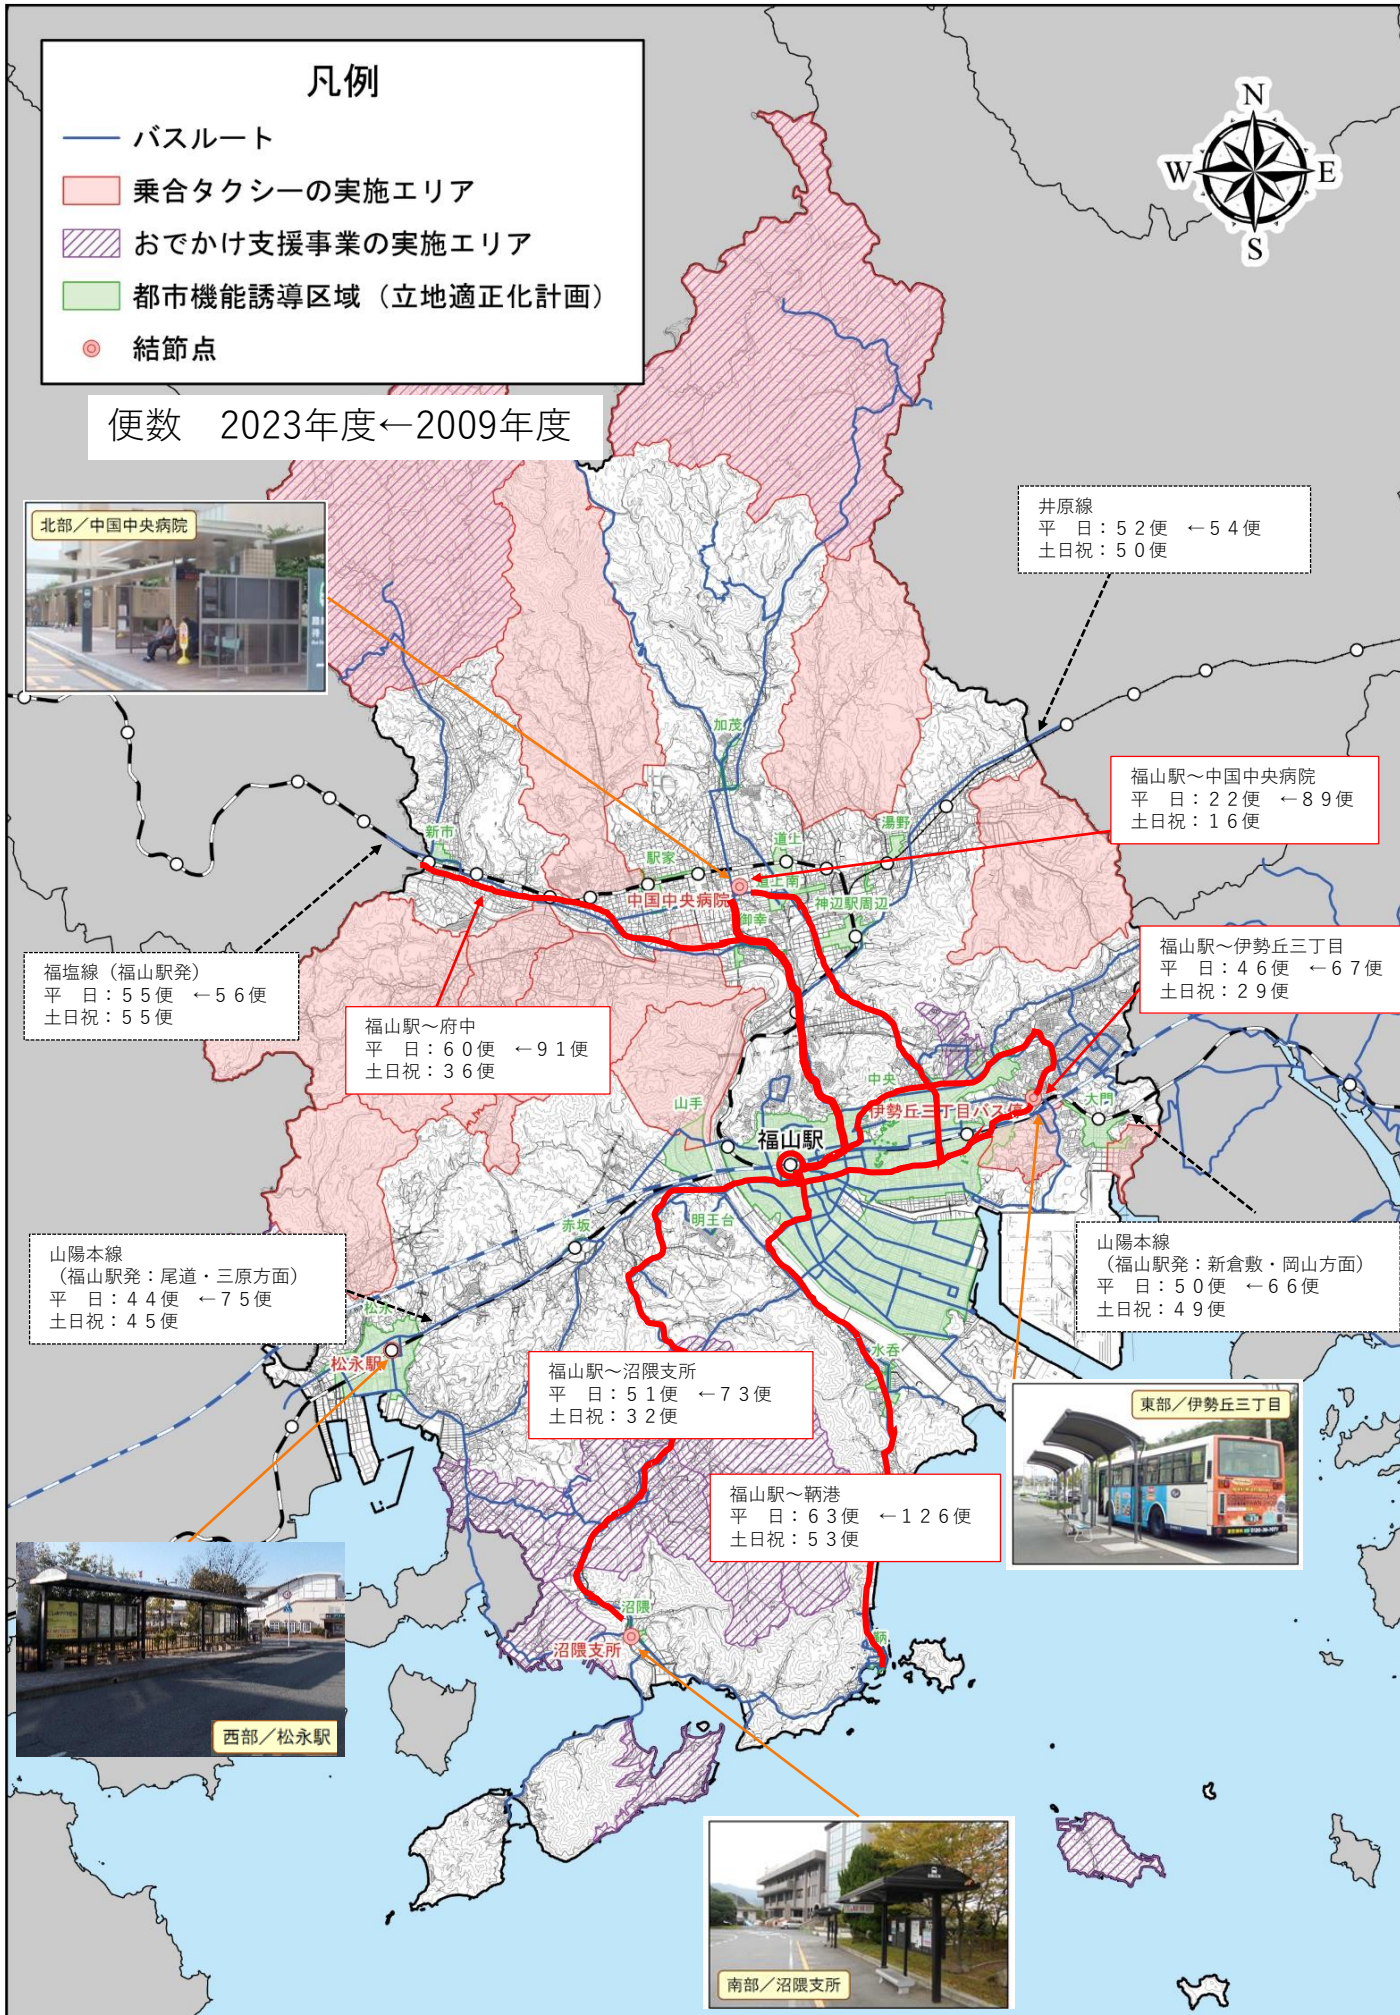 凡例
バスルート
乗合タクシーの実施エリア
おでかけ支援事業の実施エリア
都市機能誘導区域（立地適正化計画）
結節点
便数　2023年度←2009年度
N
W
E
S
北部／中国中央病院
井原線
平　日：５２便　←５４便
土日祝：５０便
加茂
福山駅～中国中央病院
平　日：２２便　←８９便
土日祝：１６便
新市
駅家
道上
湯野
中国中央病院
道上南
神辺駅周辺
御幸
福塩線（福山駅発）
平　日：５５便　←５６便
土日祝：５５便
福山駅～府中
平　日：６０便　←９１便
土日祝：３６便
福山駅～伊勢丘三丁目
平　日：４６便　←６７便
土日祝：２９便
中央
山手
伊勢丘三丁目バス停
大門
福山駅
明王台
赤坂
山陽本線
（福山駅発：尾道・三原方面）
平　日：４４便　←７５便
土日祝：４５便
山陽本線
（福山駅発：新倉敷・岡山方面）
平　日：５０便　←６６便
土日祝：４９便
松永
松永駅
水呑
福山駅～沼隈支所
平　日：５１便　←７３便
土日祝：３２便
東部／伊勢丘三丁目
福山駅～鞆港
平　日：６３便　←１２６便
土日祝：５３便
沼隈
沼隈支所
鞆
西部／松永駅
南部／沼隈支所